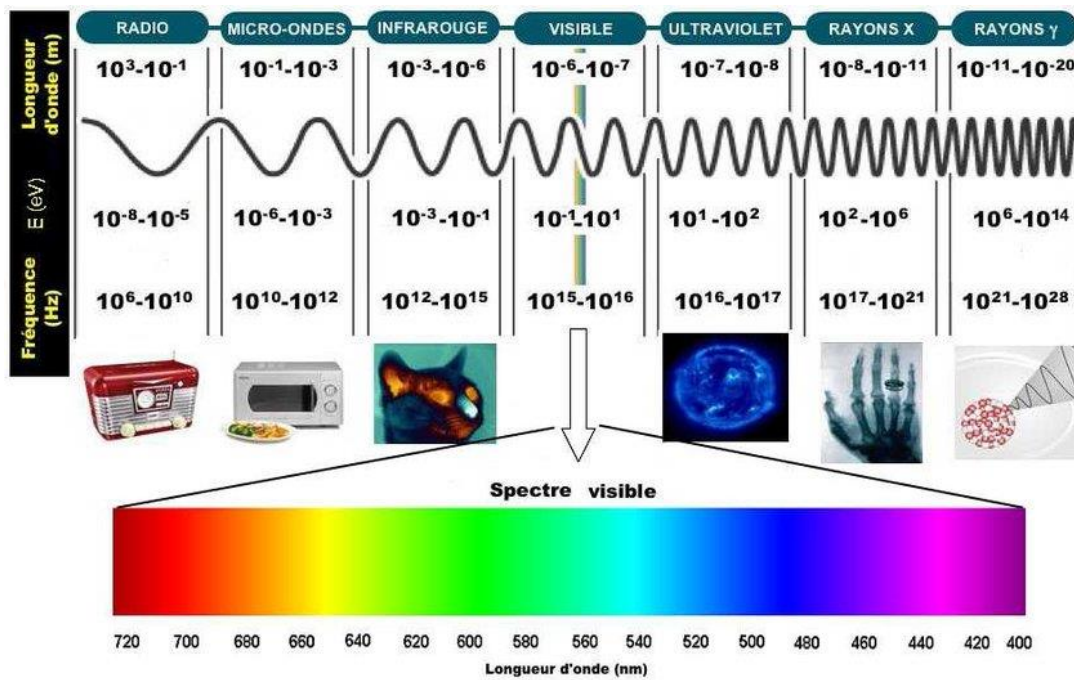 RADIO MICRO-ONDES INFRAROUGE VISIBLE ULTRAVIOLET RAYONS X RAYONS γ
Longueur
d'onde (m)
10³-10⁻¹ 10⁻¹-10⁻³ 10⁻³-10⁻⁶ 10⁻⁶-10⁻⁷ 10⁻⁷-10⁻⁸ 10⁻⁸-10⁻¹¹ 10⁻¹¹-10⁻²⁰
E (eV)
10⁻⁸-10⁻⁵ 10⁻⁶-10⁻³ 10⁻³-10⁻¹ 10⁻¹-10¹ 10¹-10² 10²-10⁶ 10⁶-10¹⁴
Fréquence
(Hz)
10⁶-10¹⁰ 10¹⁰-10¹² 10¹²-10¹⁵ 10¹⁵-10¹⁶ 10¹⁶-10¹⁷ 10¹⁷-10²¹ 10²¹-10²⁸
Spectre visible
720 700 680 660 640 620 600 580 560 540 520 500 480 460 440 420 400
Longueur d'onde (nm)